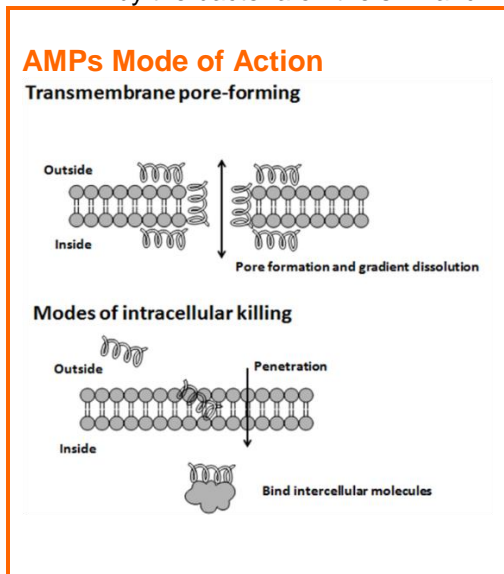 AMPs Mode of Action
Transmembrane pore-forming
Outside
Inside
Pore formation and gradient dissolution
Modes of intracellular killing
Outside
Penetration
Inside
Bind intercellular molecules